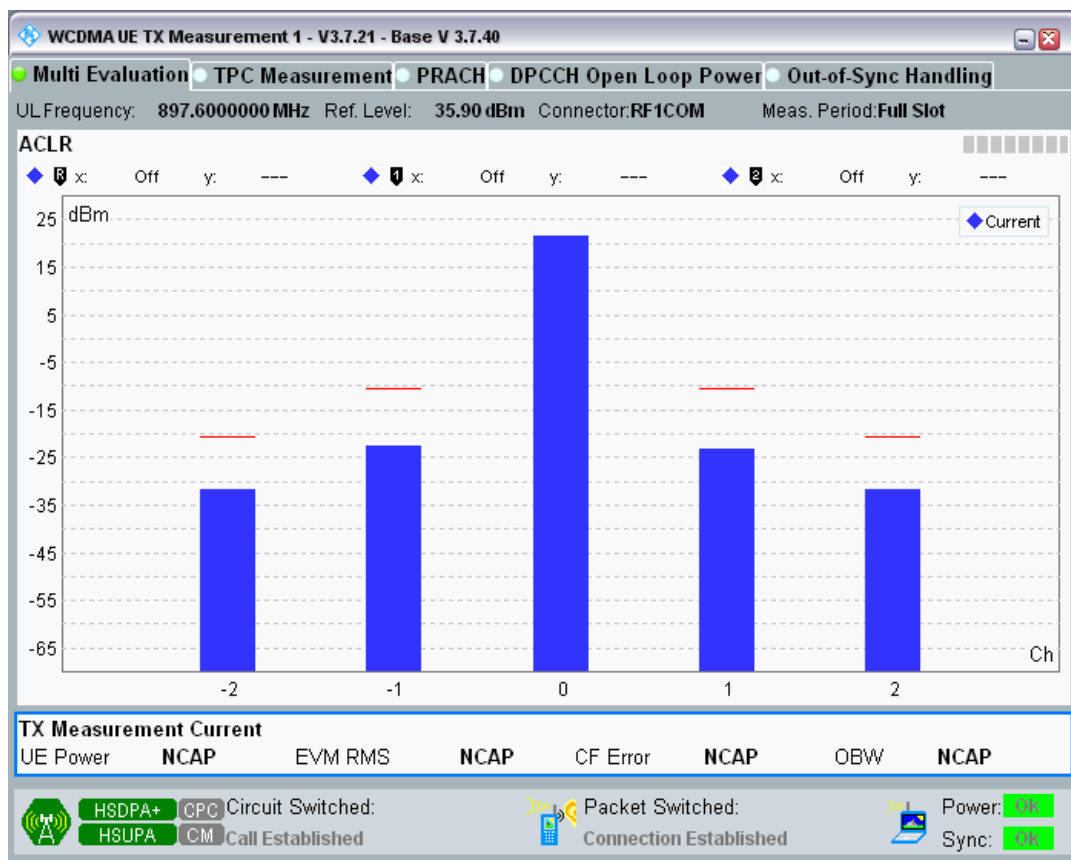 WCDMA UE TX Measurement 1 - V3.7.21 - Base V 3.7.40
Multi Evaluation TPC Measurement PRACH DPCCH Open Loop Power Out-of-Sync Handling
UL Frequency: 897.6000000 MHz Ref. Level: 35.90 dBm Connector: RF1COM Meas. Period: Full Slot
ACLR
R x: Off y: --- 1 x: Off y: --- 2 x: Off y: ---
dBm
Current
25
15
5
-5
-15
-25
-35
-45
-55
-65
Ch
-2 -1 0 1 2
TX Measurement Current
UE Power NCAP EVM RMS NCAP CF Error NCAP OBW NCAP
HSDPA+ CPC Circuit Switched: Packet Switched: Power: OK
HSUPA CM Call Established Connection Established Sync: OK